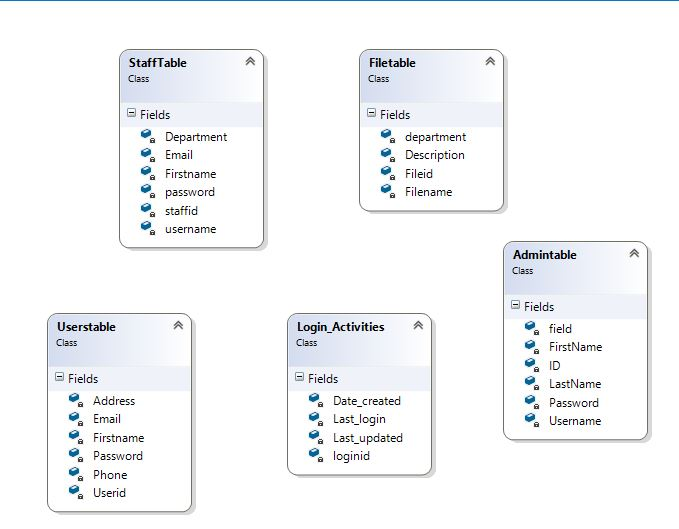 StaffTable
Class
Fields
Department
Email
Firstname
password
staffid
username
Filetable
Class
Fields
department
Description
Fileid
Filename
Admintable
Class
Fields
field
FirstName
ID
LastName
Password
Username
Userstable
Class
Fields
Address
Email
Firstname
Password
Phone
Userid
Login_Activities
Class
Fields
Date_created
Last_login
Last_updated
loginid